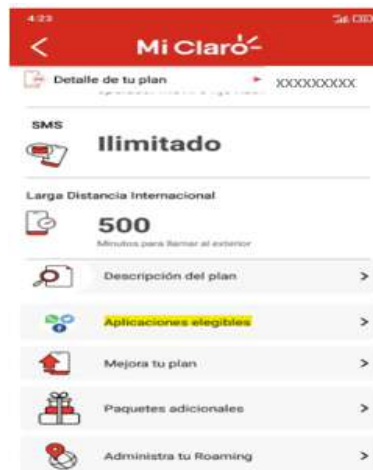 4:23
Mi Claro
Detalle de tu plan XXXXXXXXX
SMS
Ilimitado
Larga Distancia Internacional
500
Minutos para llamar al exterior
Descripción del plan
Aplicaciones elegibles
Mejora tu plan
Paquetes adicionales
Administra tu Roaming